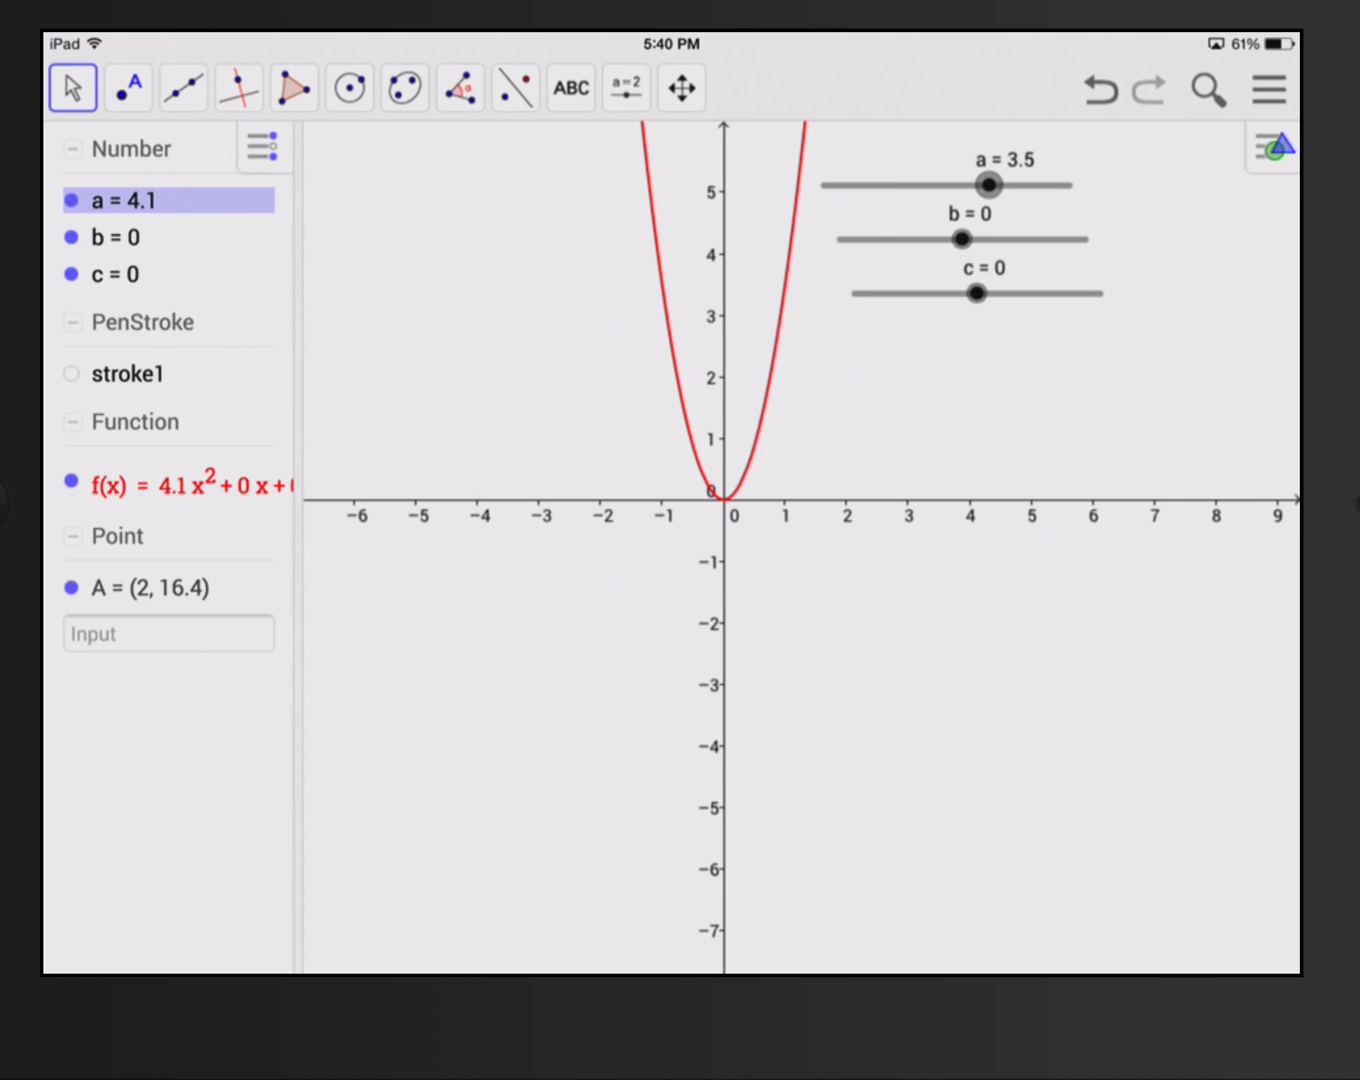 iPad 5:40 PM 61%
A α ABC a=2
Number
a = 4.1
b = 0
c = 0
PenStroke
stroke1
Function
f(x) = 4.1 x² + 0 x +
Point
A = (2, 16.4)
Input
a = 3.5
b = 0
c = 0
5
4
3
2
1
0
−6 −5 −4 −3 −2 −1 0 1 2 3 4 5 6 7 8 9
−1
−2
−3
−4
−5
−6
−7